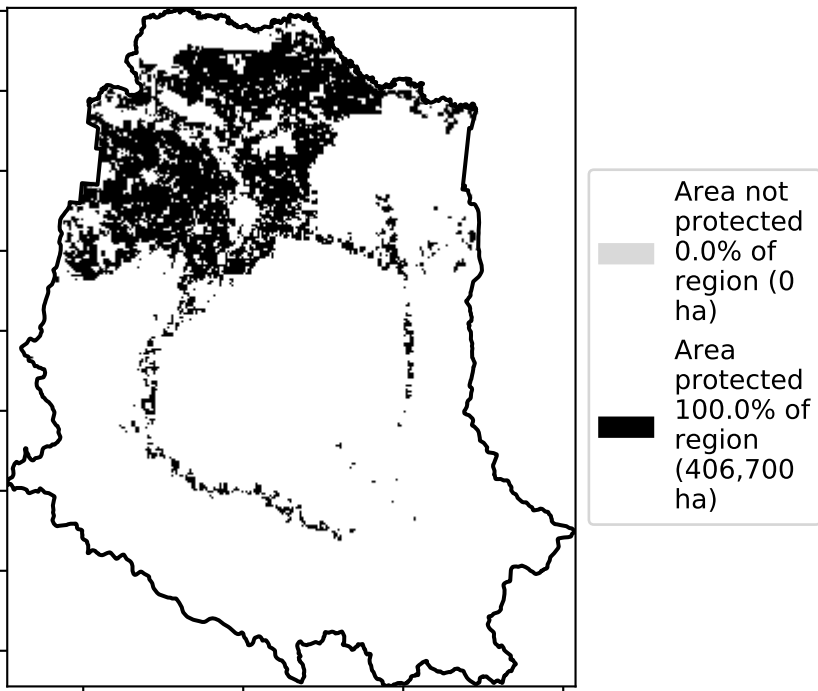 Area not
protected
0.0% of
region (0
ha)
Area
protected
100.0% of
region
(406,700
ha)